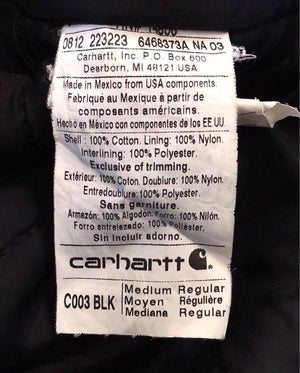 0812 223223 6468373A NA 03
Carhartt, Inc. P.O. Box 600
Dearborn, MI 48121 USA
Made in Mexico from USA components.
Fabriqué au Mexique à partir de
composants américains.
Hecho en México con componentes de los EE UU.
Shell: 100% Cotton. Lining: 100% Nylon.
Interlining: 100% Polyester.
Exclusive of trimming.
Extérieur: 100% Coton. Doublure: 100% Nylon.
Entredoublure: 100% Polyester.
Sans garniture.
Armazón: 100% Algodon. Forro: 100% Nilón.
Forro entrelazado: 100% Poliéster.
Sin incluir adorno.
carhartt
C003 BLK
Medium Regular
Moyen Régulière
Mediana Regular